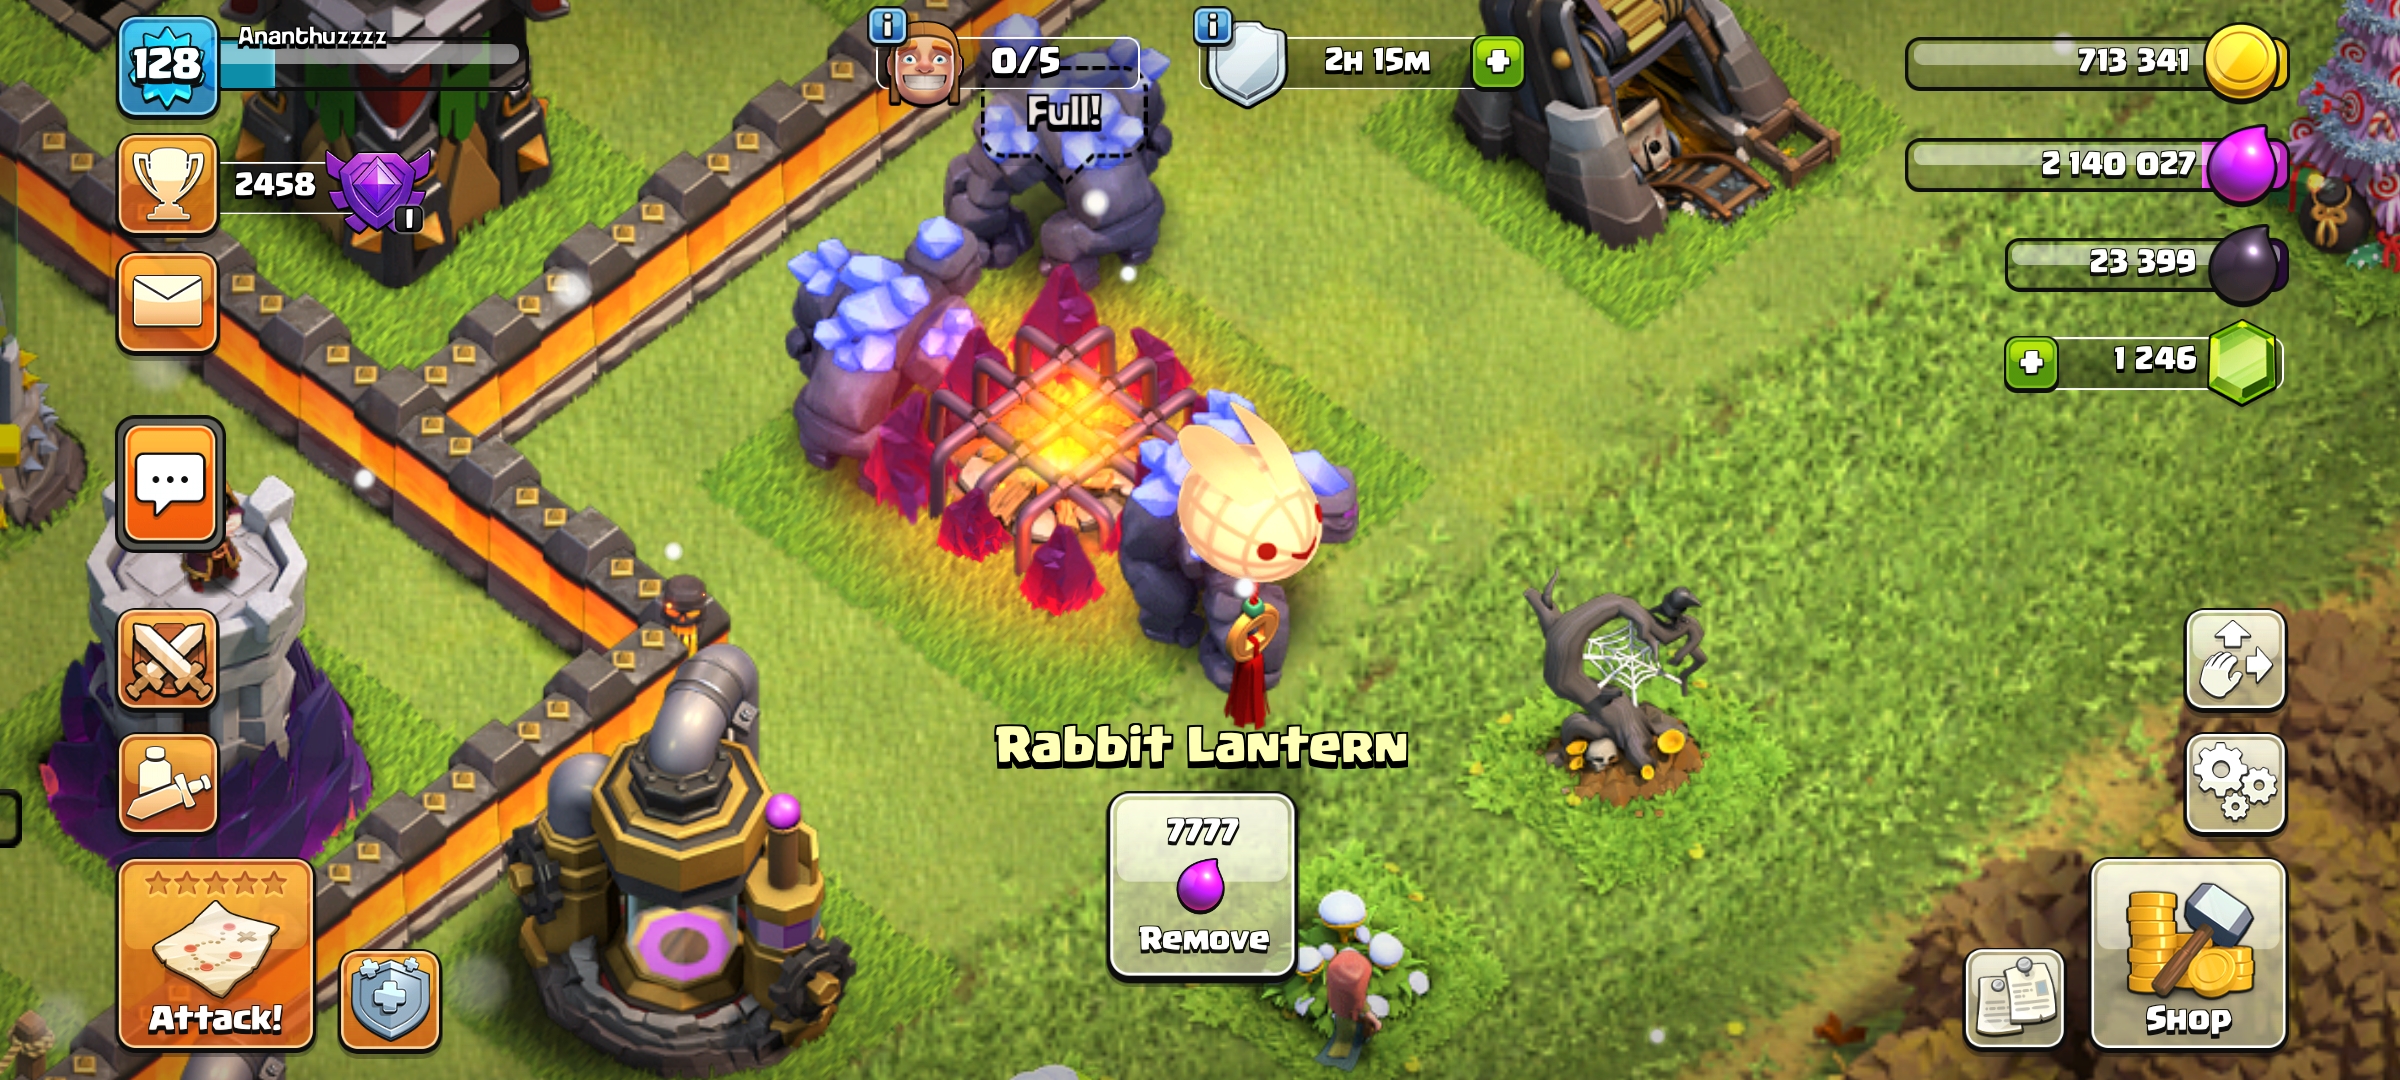 128
Ananthuzzzz
0/5
Full!
2H 15M
713 341
2458
1
2 140 027
23 399
1 246
Rabbit Lantern
7777
Remove
Attack!
Shop